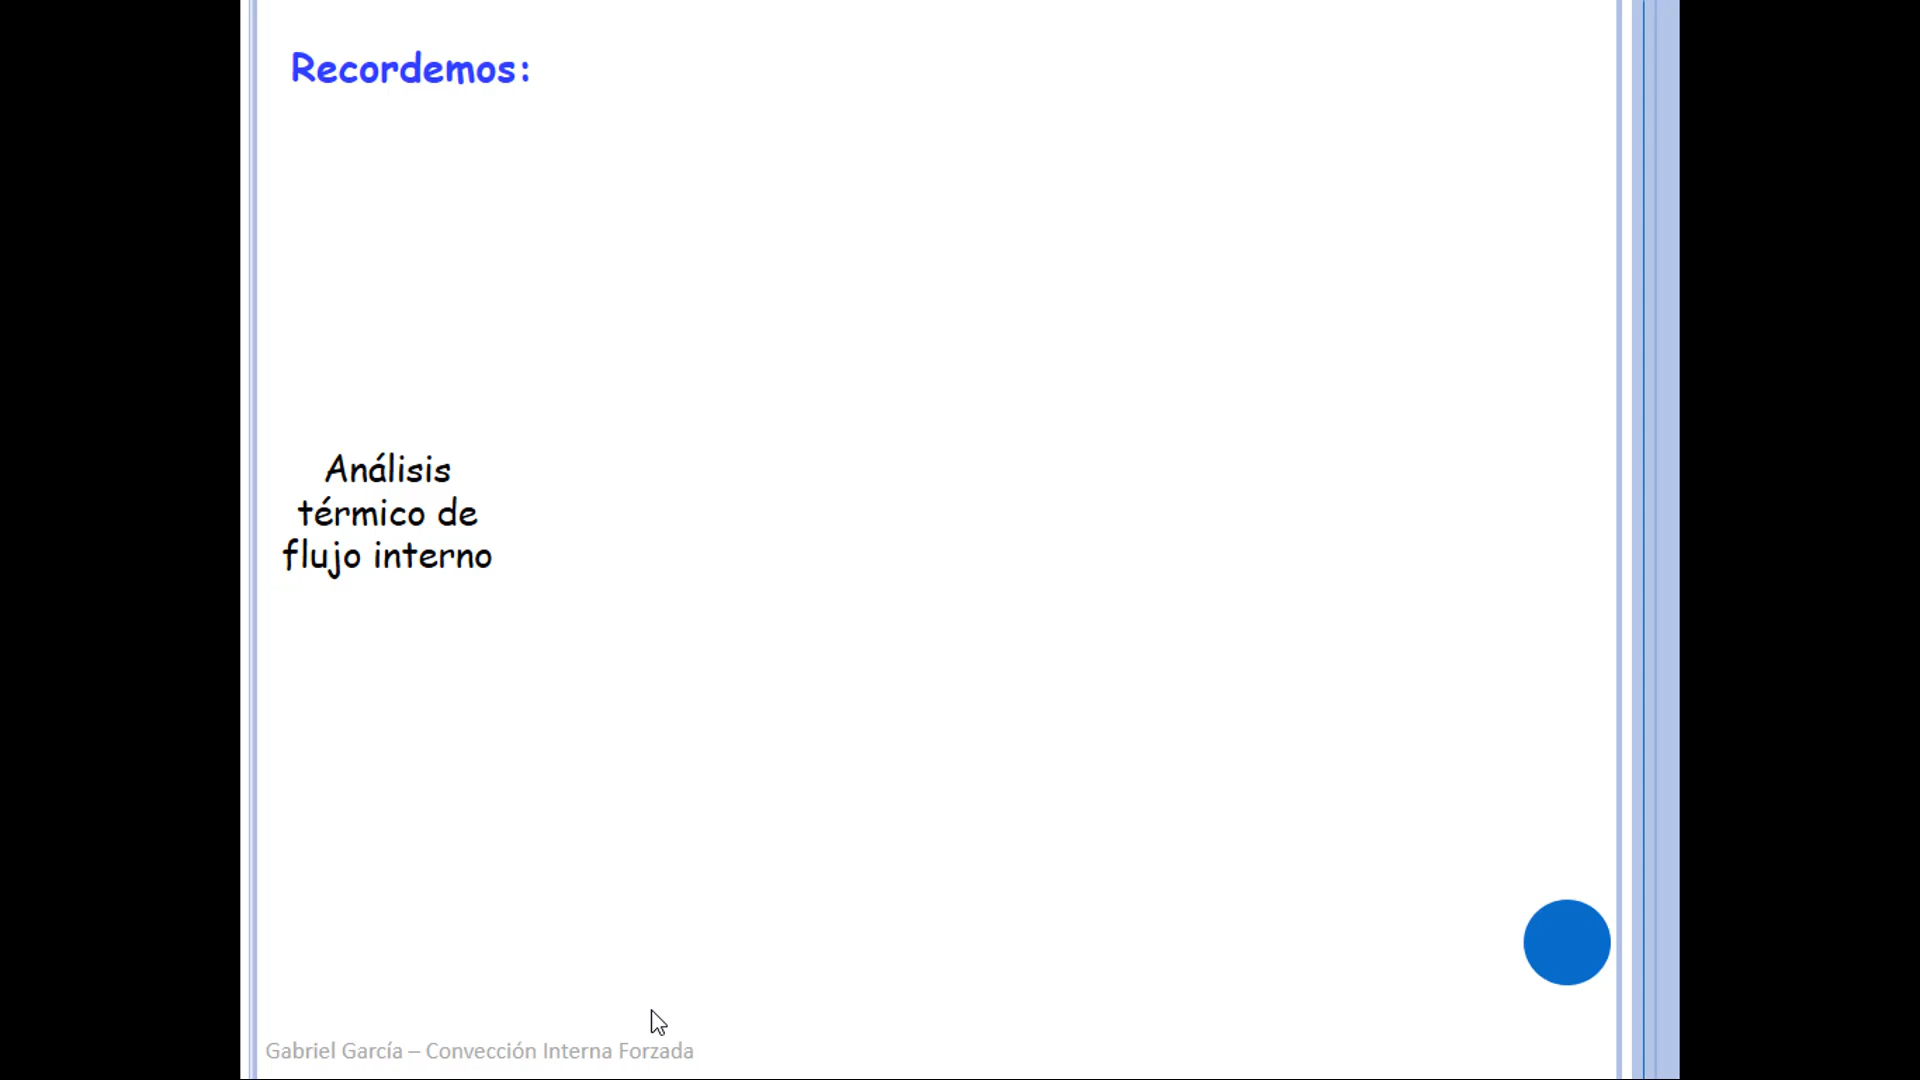 Recordemos:
Análisis
térmico de
flujo interno
Gabriel García – Convección Interna Forzada